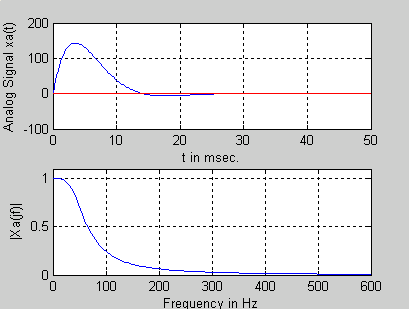 Analog Signal xa(t)
200
100
0
-100
0 10 20 30 40 50
t in msec.
|Xa(jf)|
1
0.5
0
0 100 200 300 400 500 600
Frequency in Hz